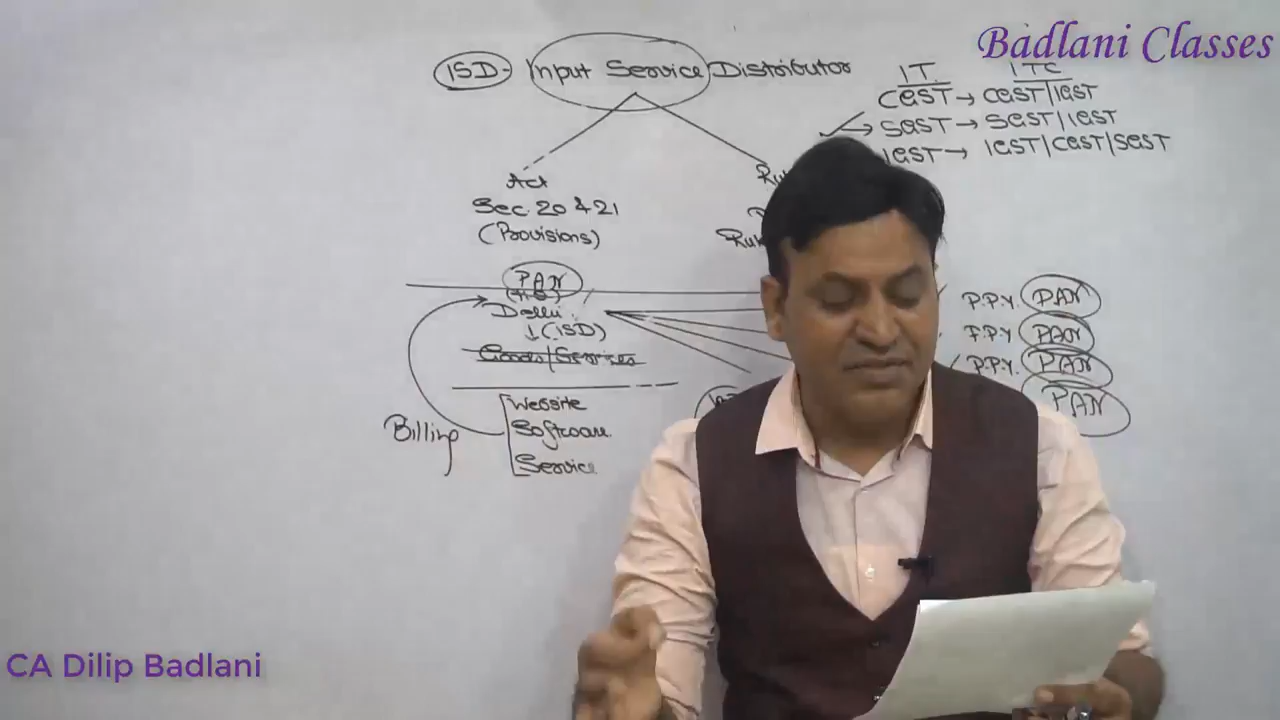 Badlani Classes
ISD- Input Service Distributor
IT. ITC
CGST → CGST/IGST
→ SGST → SGST/IGST
IGST → IGST/CGST/SGST
Act
Sec. 20 & 21
(Provisions)
PAN
(H.O)
Delhi
↓ (ISD)
Goods/Services
P.P.Y. PAN
PAN
P.P.Y. PAN
PAN
Website
Billing Software.
Service
CA Dilip Badlani